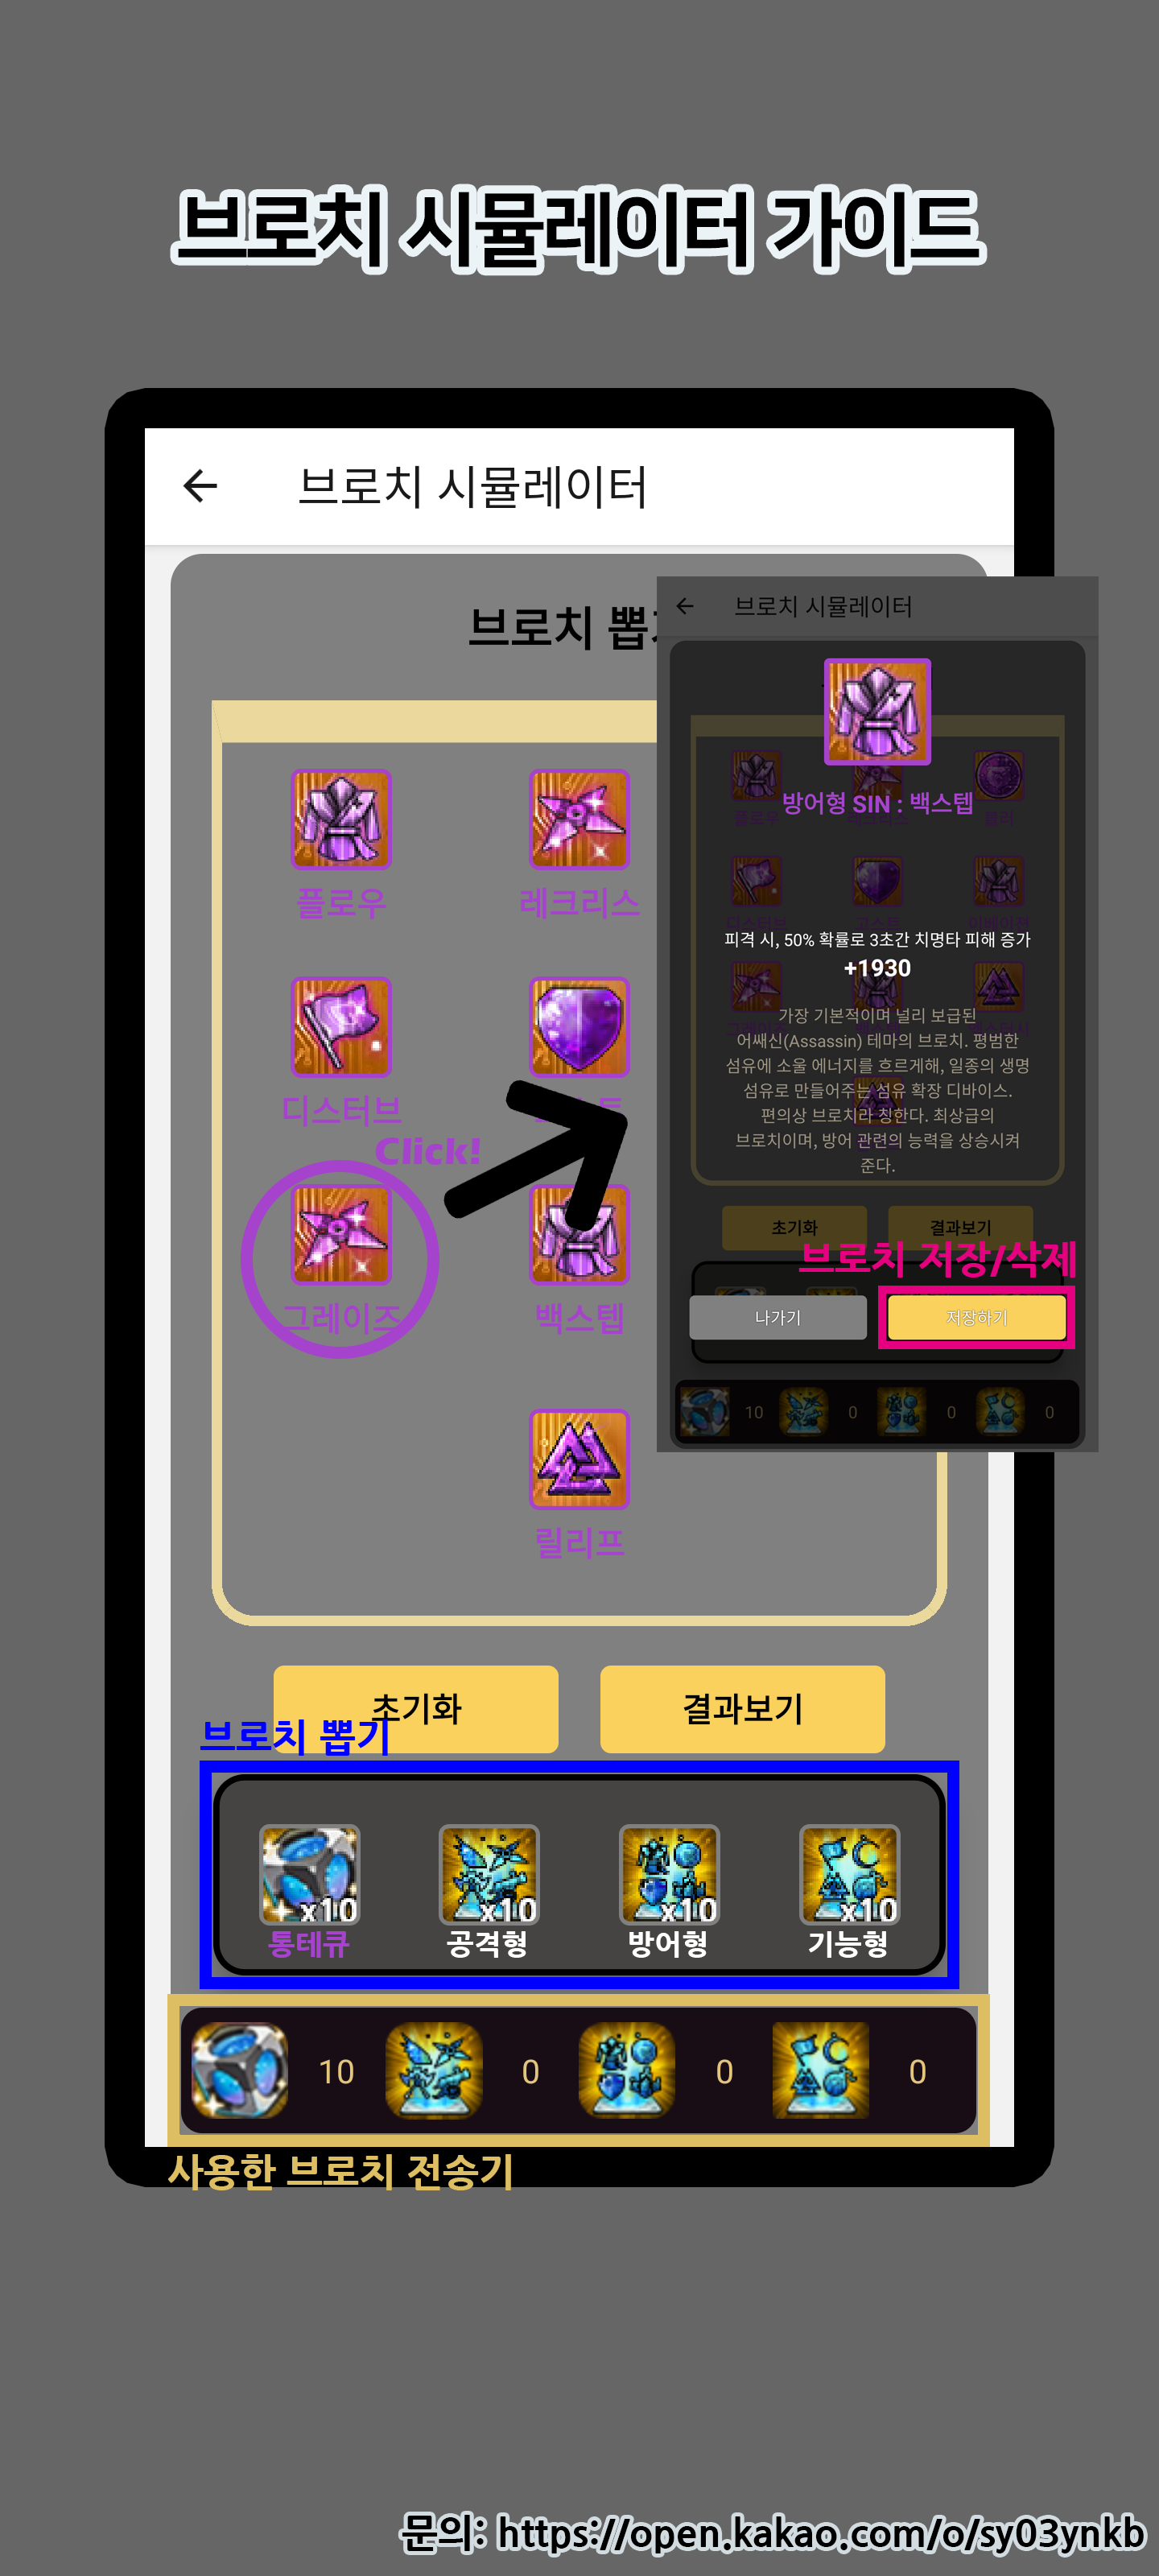 브로치 시뮬레이터 가이드
브로치 시뮬레이터
브로치 뽑
플로우
레크리스
디스터브
Click!
그레이즈
백스텝
릴리프
브로치 시뮬레이터
방어형 SIN : 백스텝
피격 시, 50% 확률로 3초간 치명타 피해 증가
+1930
가장 기본적이며 널리 보급된
어쌔신(Assassin) 테마의 브로치. 평범한
섬유에 소울 에너지를 흐르게해, 일종의 생명
섬유로 만들어주는 섬유 확장 디바이스.
편의상 브로치라 칭한다. 최상급의
브로치이며, 방어 관련의 능력을 상승시켜
준다.
초기화 결과보기
브로치 저장/삭제
나가기 저장하기
10 0 0 0
초기화 결과보기
브로치 뽑기
x10 x10 x10 x10
통테큐 공격형 방어형 기능형
10 0 0 0
사용한 브로치 전송기
문의: https://open.kakao.com/o/sy03ynkb